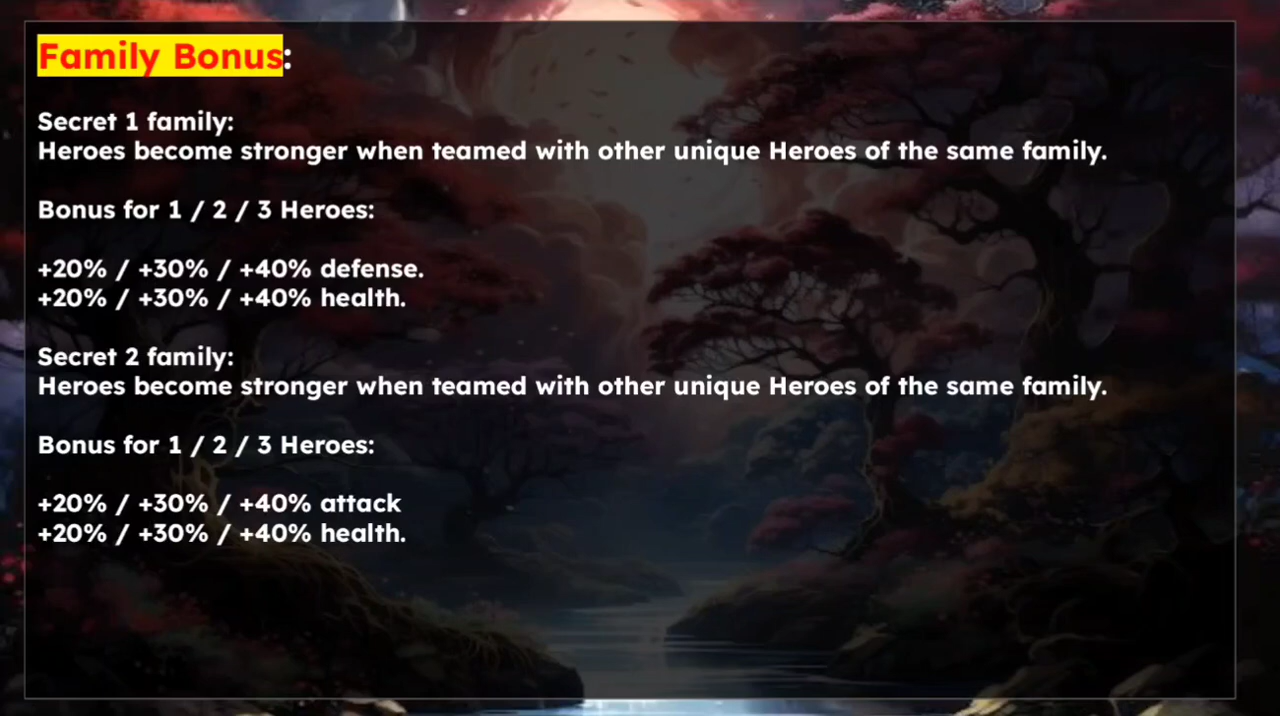 Family Bonus:
Secret 1 family:
Heroes become stronger when teamed with other unique Heroes of the same family.
Bonus for 1 / 2 / 3 Heroes:
+20% / +30% / +40% defense.
+20% / +30% / +40% health.
Secret 2 family:
Heroes become stronger when teamed with other unique Heroes of the same family.
Bonus for 1 / 2 / 3 Heroes:
+20% / +30% / +40% attack
+20% / +30% / +40% health.